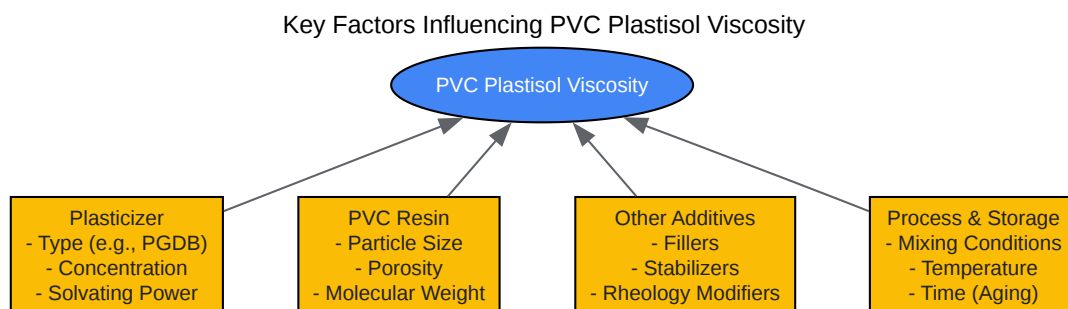 Key Factors Influencing PVC Plastisol Viscosity
PVC Plastisol Viscosity
Plasticizer
- Type (e.g., PGDB)
- Concentration
- Solvating Power
PVC Resin
- Particle Size
- Porosity
- Molecular Weight
Other Additives
- Fillers
- Stabilizers
- Rheology Modifiers
Process & Storage
- Mixing Conditions
- Temperature
- Time (Aging)